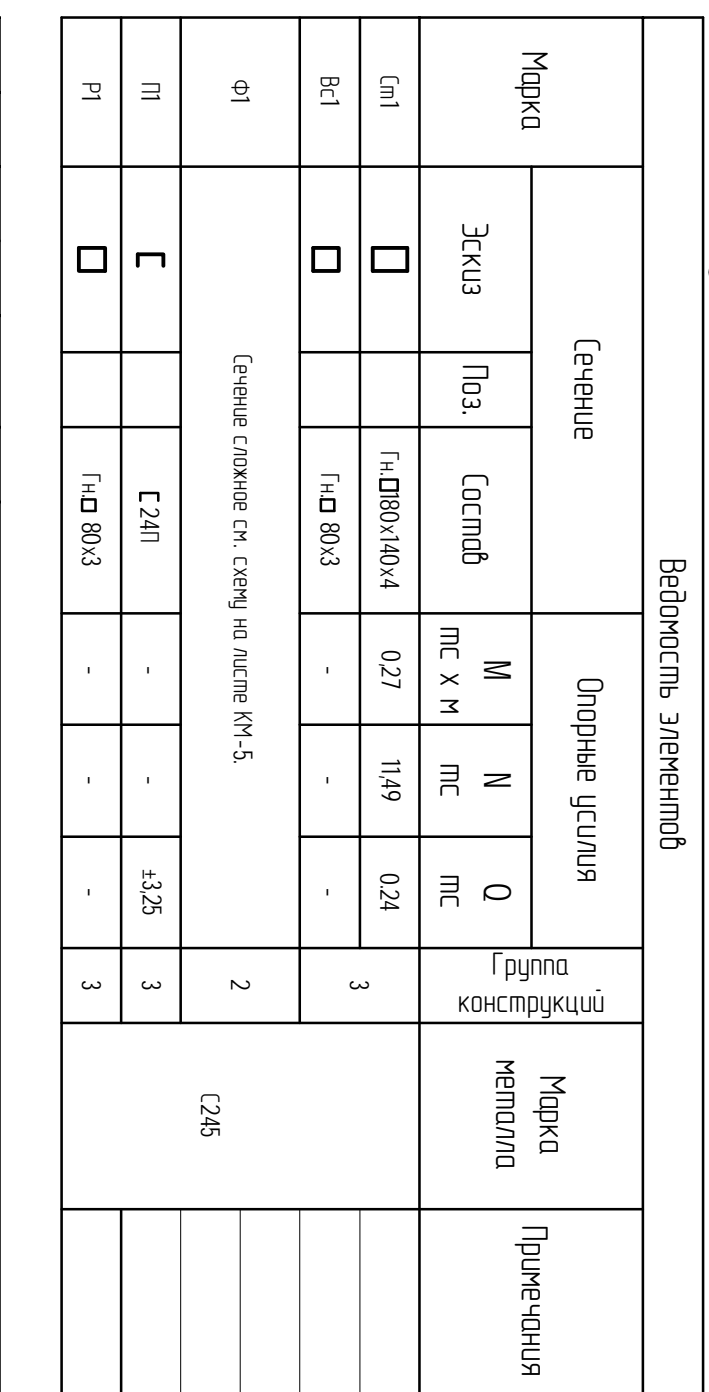 Ведомость элементов
Марка
Сечение
Опорные усилия
Группа
конструкций
Марка
металла
Примечания
Эскиз
Поз.
Состав
M
тс х м
N
тс
Q
тс
Ст1
Гн.□180х140х4
0,27
11,49
0.24
3
С245
Вс1
Гн.□ 80х3
-
-
-
Ф1
Сечение сложное см. схему на листе КМ-5.
2
П1
[ 24П
-
-
±3,25
3
Р1
Гн.□ 80х3
-
-
-
3